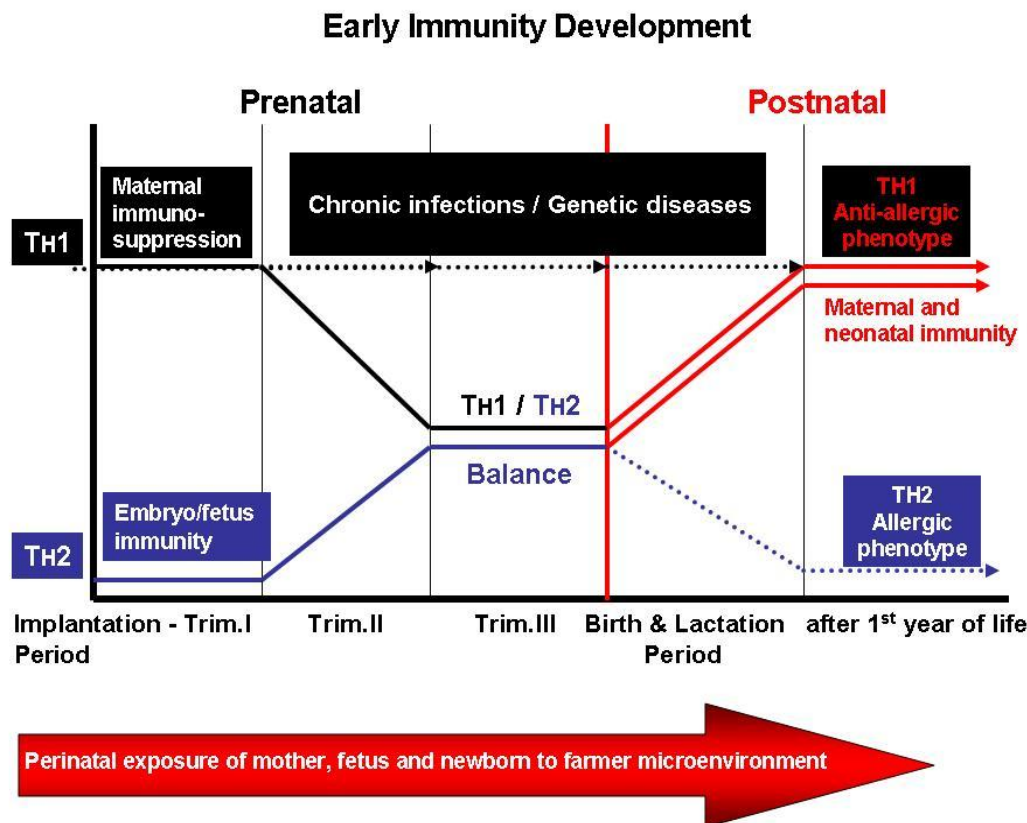 Early Immunity Development
Prenatal
Postnatal
Maternal
immuno-
suppression
Chronic infections / Genetic diseases
TH1
Anti-allergic
phenotype
TH1
Maternal and
neonatal immunity
TH1 / TH2
Balance
Embryo/fetus
immunity
TH2
Allergic
phenotype
TH2
Implantation - Trim.I
Period
Trim.II
Trim.III
Birth & Lactation
Period
after 1st year of life
Perinatal exposure of mother, fetus and newborn to farmer microenvironment